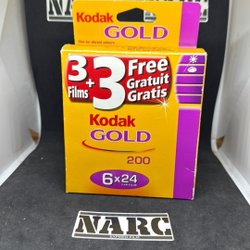 Kodak
GOLD
3 + 3 Free
Films Gratuit
Gratis
Kodak
GOLD
200
6x24
NARC